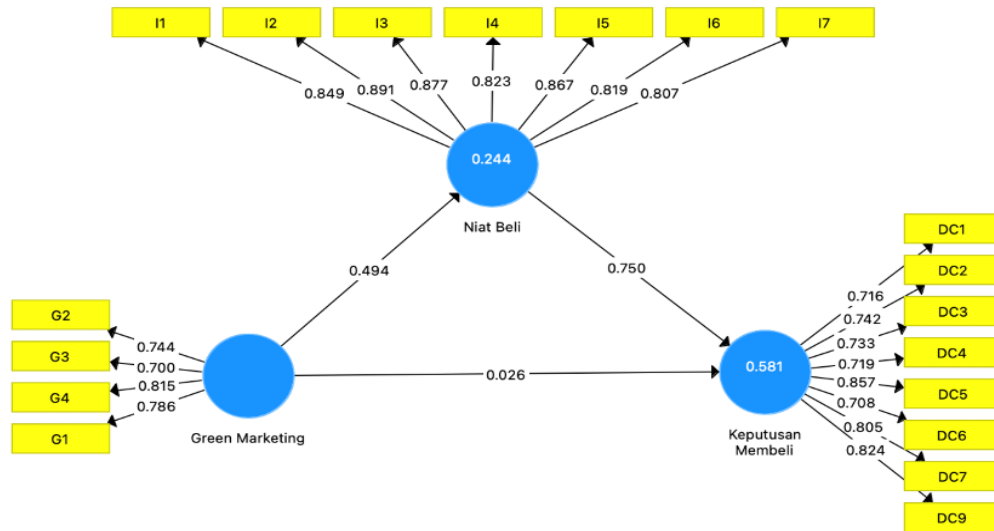 I1
I2
I3
I4
I5
I6
I7
0.849
0.891
0.877
0.823
0.867
0.819
0.807
0.244
Niat Beli
0.494
0.750
G2
G3
G4
G1
0.744
0.700
0.815
0.786
Green Marketing
0.026
0.581
Keputusan
Membeli
0.716
0.742
0.733
0.719
0.857
0.708
0.805
0.824
DC1
DC2
DC3
DC4
DC5
DC6
DC7
DC9